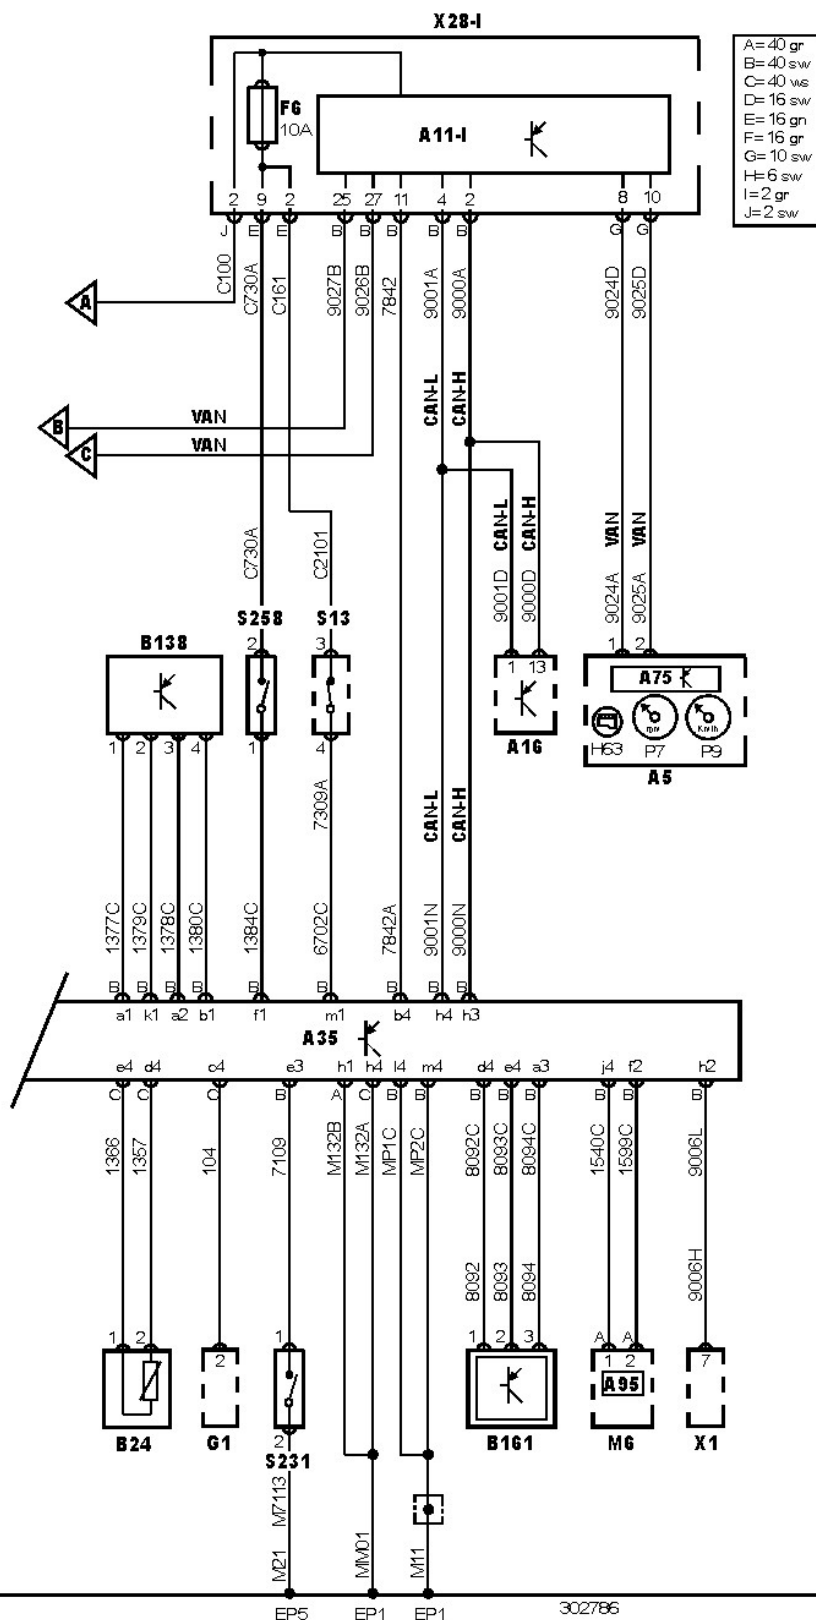 X28-I
A=40 gr
B=40 sw
C=40 ws
D=16 sw
E=16 gn
F=16 gr
G=10 sw
H=6 sw
I=2 gr
J=2 sw
F6
10A
A11-I
2 9 2 25 27 11 4 2 8 10
J E E B B B B B G G
C100 C730A C161 9027B 9026B 7842 9001A 9000A 9024D 9025D
A
CAN-L CAN-H
B VAN
C VAN
CAN-L CAN-H VAN VAN
C730A C2101 9001D 9000D 9024A 9025A
S258 S13
B138 2 3 1 13 1 2
A75
rpm Km/h
H63 P7 P9
A16
A5
1 2 3 4 1 4
7309A CAN-L CAN-H
1377C 1379C 1378C 1380C 1384C 6702C 7842A 9001N 9000N
B B B B B B B B B
a1 k1 a2 b1 f1 m1 b4 h4 h3
A35
e4 d4 c4 e3 h1 h4 l4 m4 d4 e4 a3 j4 f2 h2
C C C B A C B B B B B B B B
1366 1357 104 7109 M132B M132A MP1C MP2C 8092C 8093C 8094C 1540C 1599C 9006L
8092 8093 8094 9006H
1 2 2 1 1 2 3 A A 7
1 2
A95
B24 G1 2 B161 M6 X1
S231
M7113
M21 MM01 M11
EP5 EP1 EP1 302786